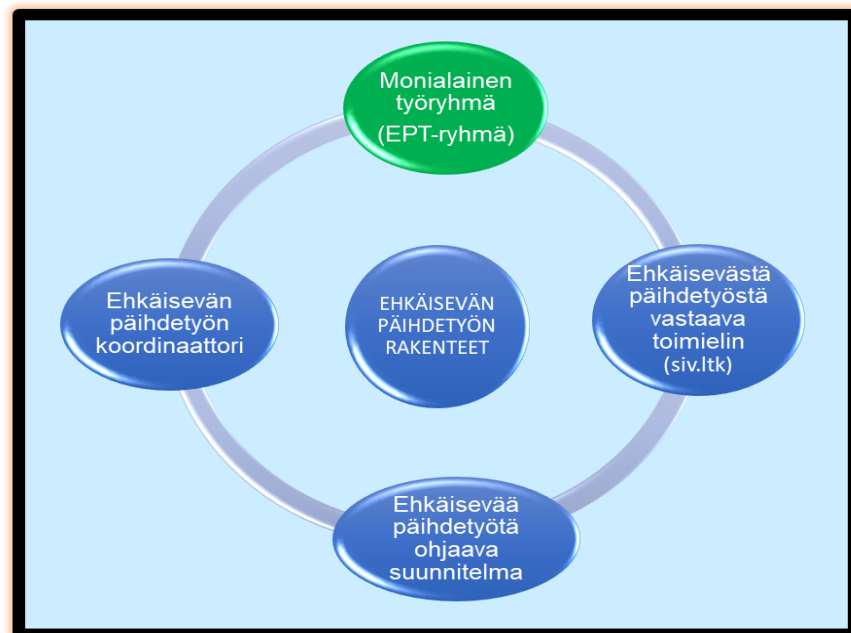 Monialainen
työryhmä
(EPT-ryhmä)
Ehkäisevän
päihdetyön
koordinaattori
EHKÄISEVÄN
PÄIHDETYÖN
RAKENTEET
Ehkäisevästä
päihdetyöstä
vastaava
toimielin
(siv.ltk)
Ehkäisevää
päihdetyötä
ohjaava
suunnitelma